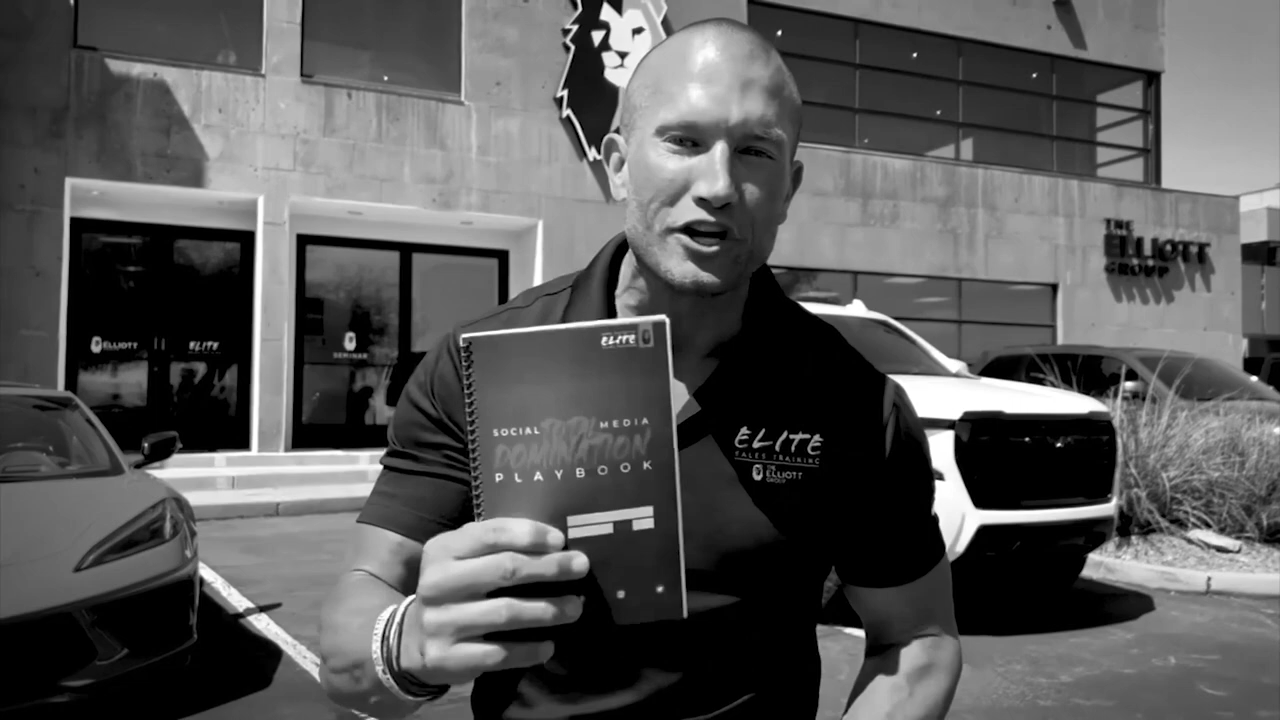 THE
ELLIOTT
GROUP
ELLIOTT
ELITE
SEMINAR
ELITE
SOCIAL
MEDIA
DOMINATION
PLAYBOOK
ELITE
SALES TRAINING
THE
ELLIOTT
GROUP